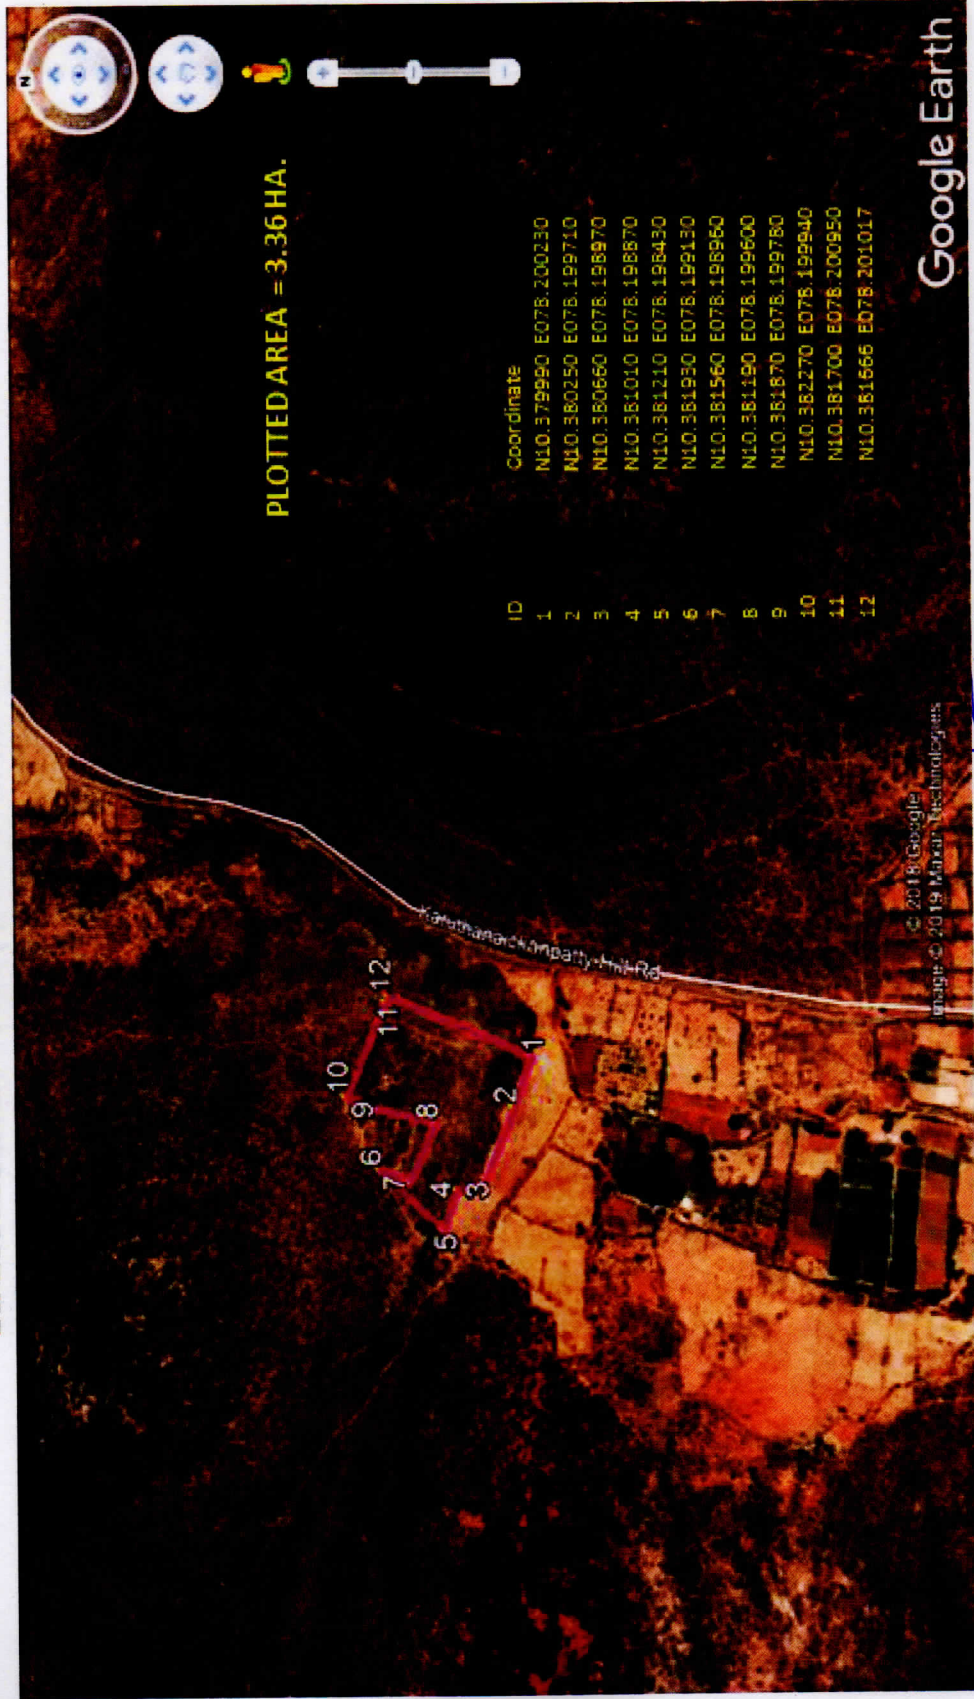 N
PLOTTED AREA = 3.36 HA.
ID Coordinate
1 N10.379990 E078.200230
2 N10.380250 E078.199710
3 N10.380660 E078.198970
4 N10.381010 E078.198870
5 N10.381210 E078.198430
6 N10.381930 E078.199130
7 N10.381560 E078.198960
8 N10.381190 E078.199600
9 N10.381870 E078.199780
10 N10.382270 E078.199940
11 N10.381700 E078.200950
12 N10.381666 E078.201017
10
11 12
9
6
8
7
4
5
3
2
1
Hill Rd
© 2018 Google
Image © 2019 Maxar Technologies
Google Earth